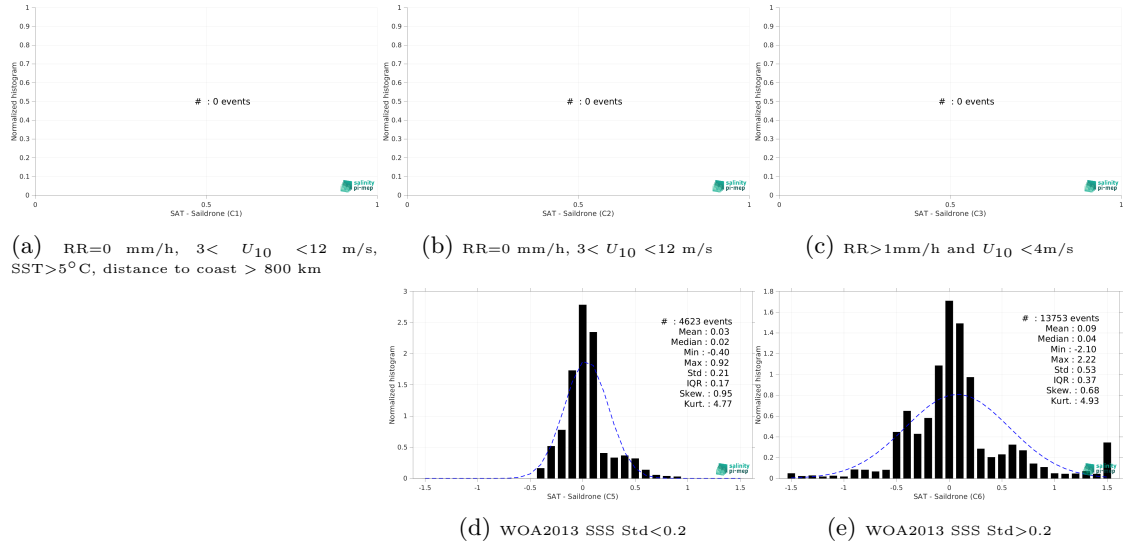 1
0.9
0.8
0.7
0.6
0.5
0.4
0.3
0.2
0.1
0
Normalized histogram
# : 0 events
salinity
pi-mep
0 0.5 1
SAT - Saildrone (C1)
1
0.9
0.8
0.7
0.6
0.5
0.4
0.3
0.2
0.1
0
Normalized histogram
# : 0 events
salinity
pi-mep
0 0.5 1
SAT - Saildrone (C2)
1
0.9
0.8
0.7
0.6
0.5
0.4
0.3
0.2
0.1
0
Normalized histogram
# : 0 events
salinity
pi-mep
0 0.5 1
SAT - Saildrone (C3)
(a) RR=0 mm/h, 3< U10 <12 m/s,
SST>5°C, distance to coast > 800 km
(b) RR=0 mm/h, 3< U10 <12 m/s
(c) RR>1mm/h and U10 <4m/s
3
2.5
2
1.5
1
0.5
0
Normalized histogram
# : 4623 events
Mean : 0.03
Median : 0.02
Min : -0.40
Max : 0.92
Std : 0.21
IQR : 0.17
Skew. : 0.95
Kurt. : 4.77
salinity
pi-mep
-1.5 -1 -0.5 0 0.5 1 1.5
SAT - Saildrone (C5)
1.8
1.6
1.4
1.2
1
0.8
0.6
0.4
0.2
0
Normalized histogram
# : 13753 events
Mean : 0.09
Median : 0.04
Min : -2.10
Max : 2.22
Std : 0.53
IQR : 0.37
Skew. : 0.68
Kurt. : 4.93
salinity
pi-mep
-1.5 -1 -0.5 0 0.5 1 1.5
SAT - Saildrone (C6)
(d) WOA2013 SSS Std<0.2
(e) WOA2013 SSS Std>0.2